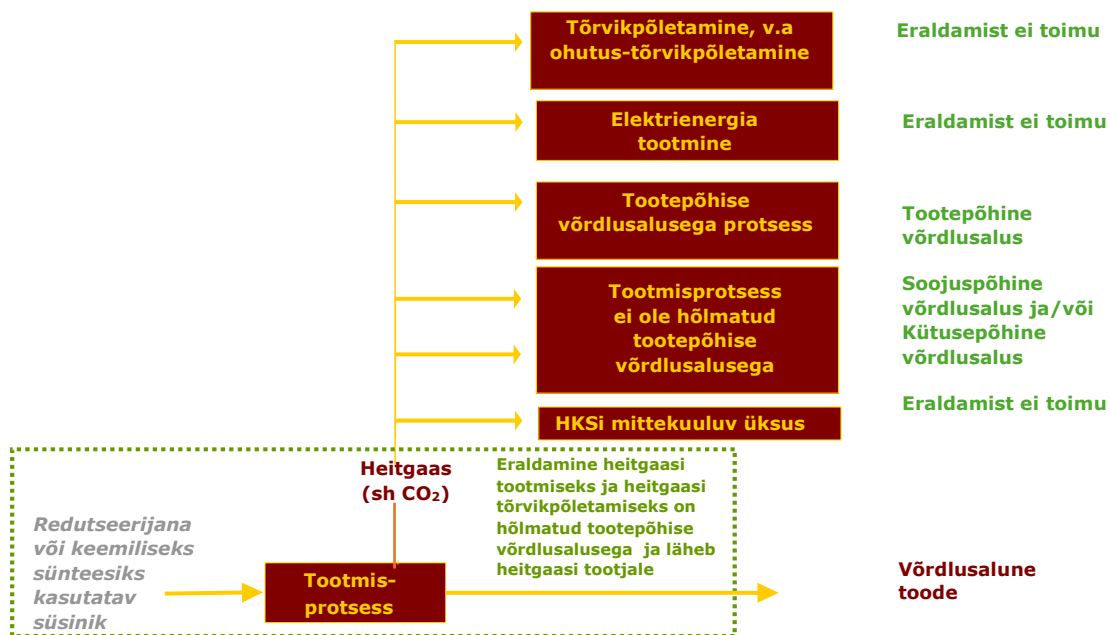 Tõrvikpõletamine, v.a
ohutus-tõrvikpõletamine
Eraldamist ei toimu
Elektrienergia
tootmine
Eraldamist ei toimu
Tootepõhise
võrdlusalusega protsess
Tootepõhine
võrdlusalus
Tootmisprotsess
ei ole hõlmatud
tootepõhise
võrdlusalusega
Soojuspõhine
võrdlusalus ja/või
Kütusepõhine
võrdlusalus
HKSi mittekuuluv üksus
Eraldamist ei toimu
Heitgaas
(sh CO₂)
Eraldamine heitgaasi
tootmiseks ja heitgaasi
tõrvikpõletamiseks on
hõlmatud tootepõhise
võrdlusalusega ja läheb
heitgaasi tootjale
Redutseerijana
või keemiliseks
sünteesiks
kasutatav
süsinik
Tootmis-
protsess
Võrdlusalune
toode